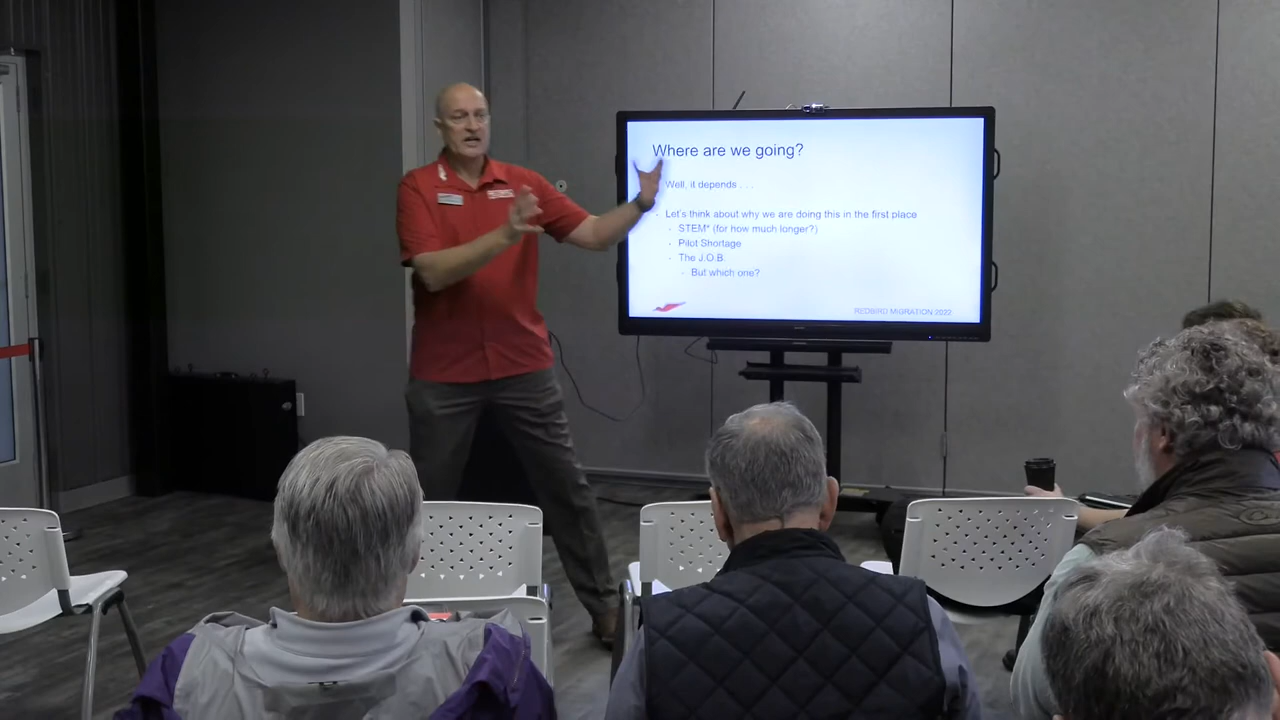 Where are we going?
Well, it depends . . .
Let's think about why we are doing this in the first place
STEM* (for how much longer?)
Pilot Shortage
The J.O.B.
But which one?
REDBIRD MIGRATION 2022